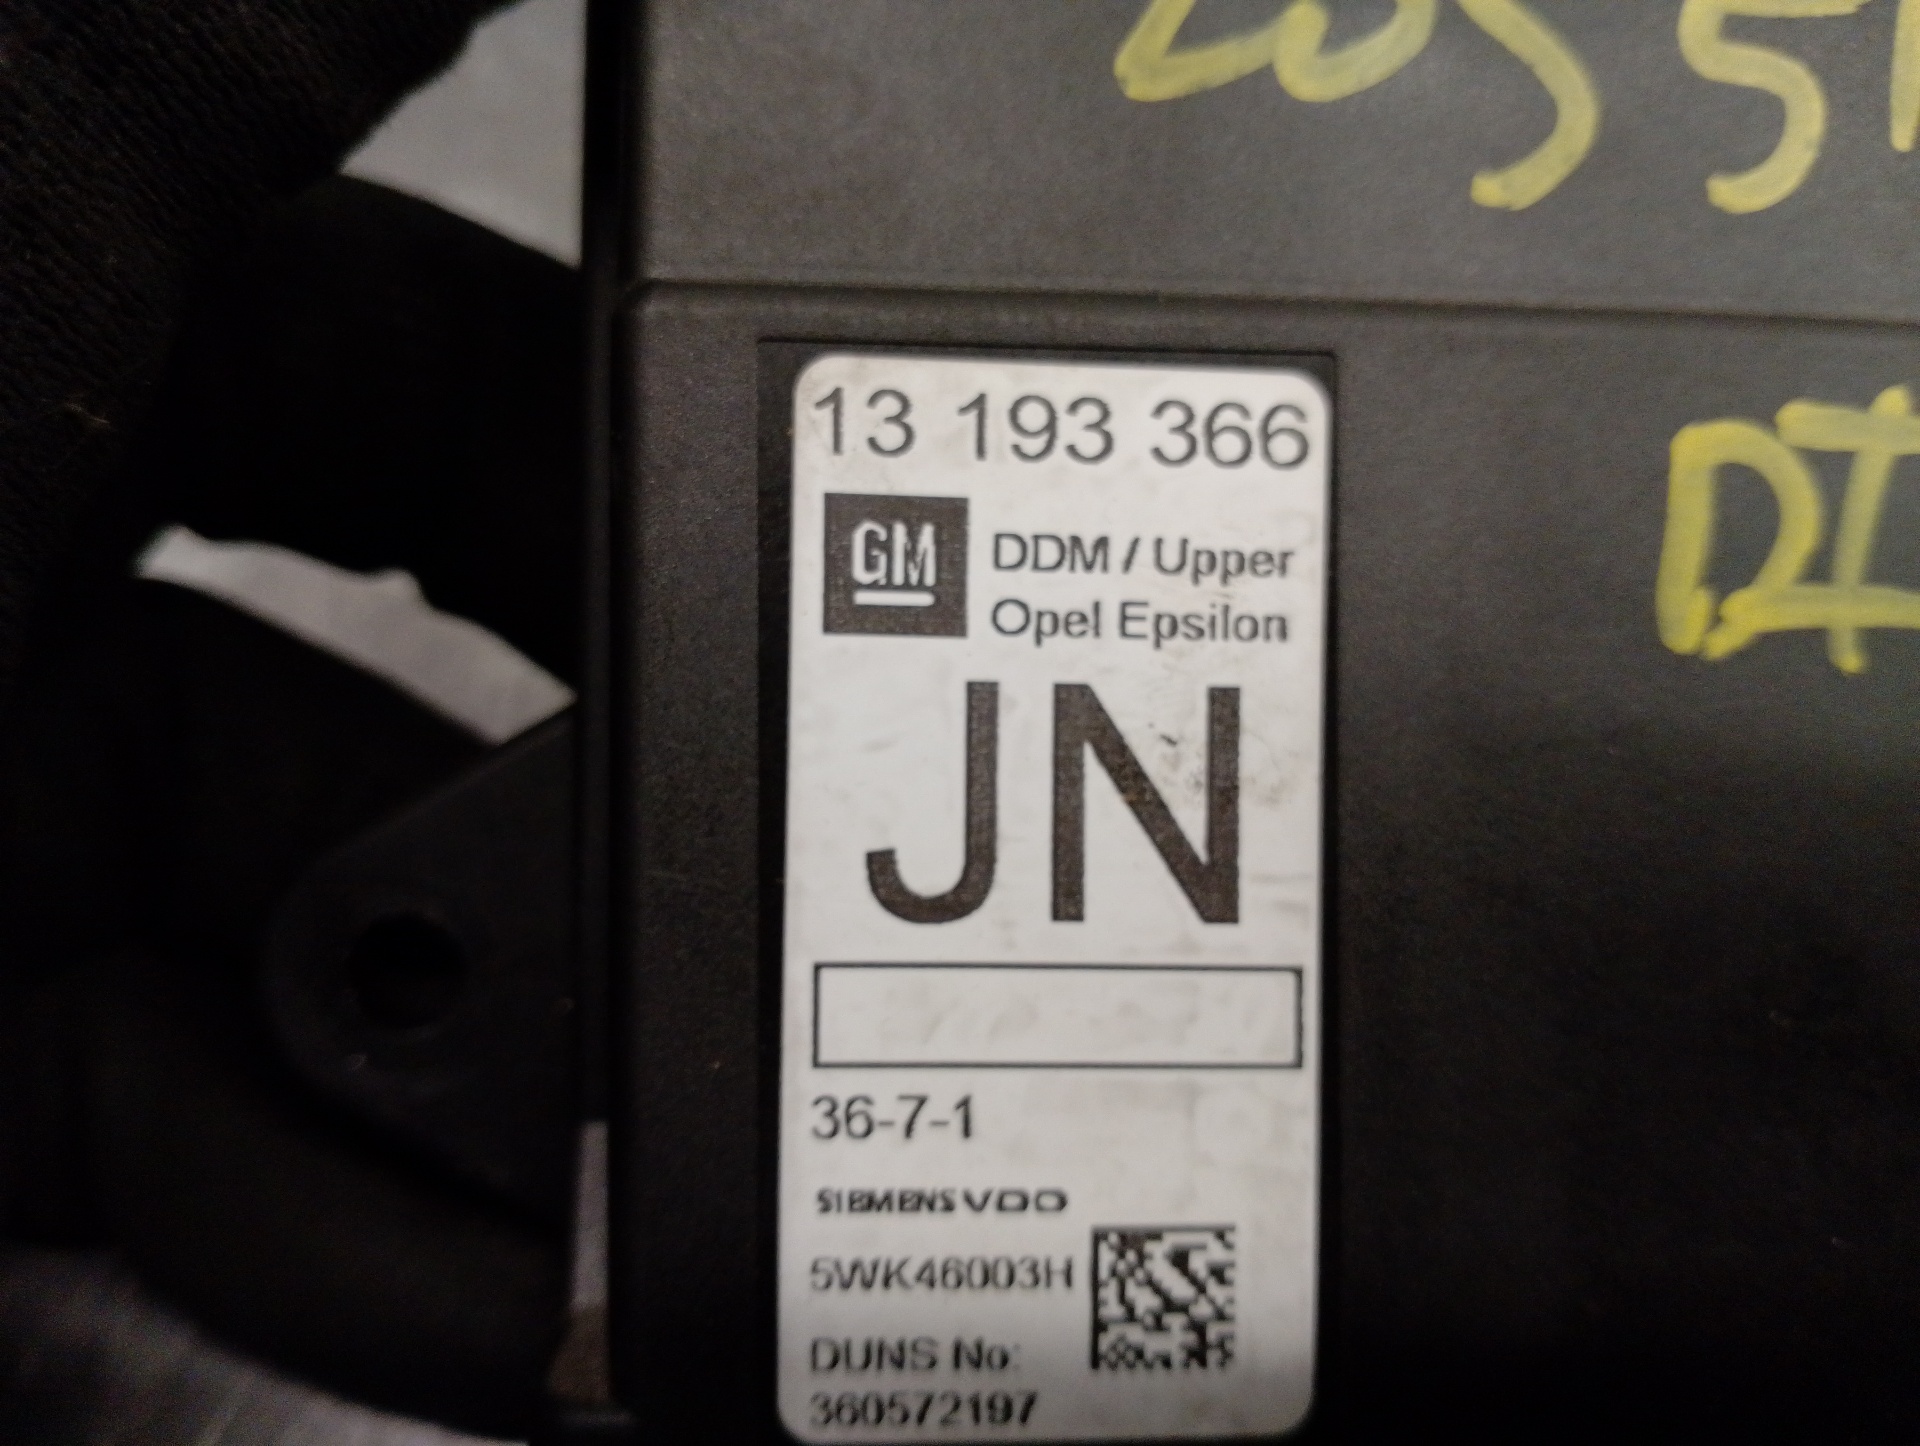 13 193 366
GM
DDM / Upper
Opel Epsilon
JN
36-7-1
SIEMENS VDO
5WK46003H
DUNS No:
360572197